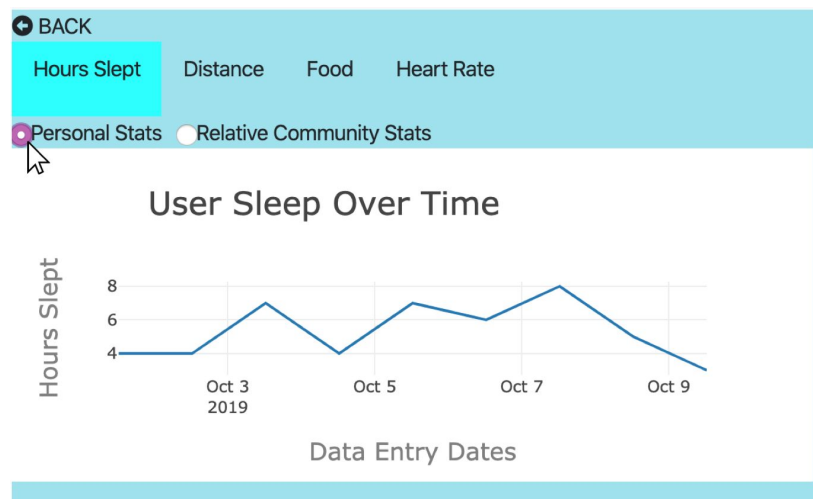 BACK
Hours Slept Distance Food Heart Rate
Personal Stats Relative Community Stats
User Sleep Over Time
Hours Slept
8
6
4
Oct 3 Oct 5 Oct 7 Oct 9
2019
Data Entry Dates